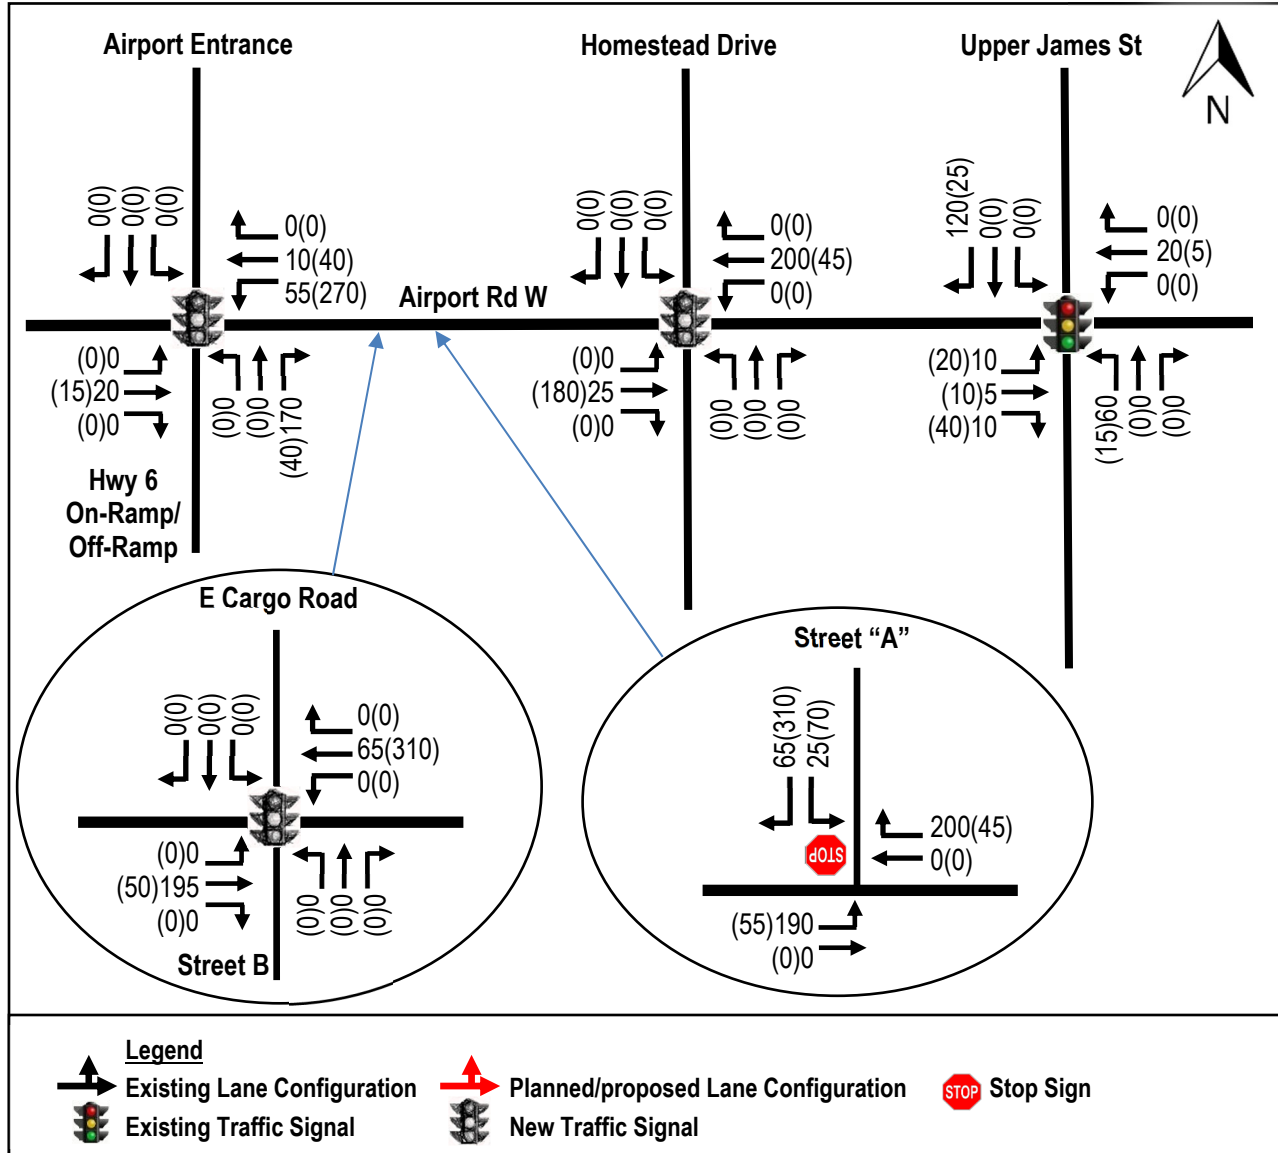 Airport Entrance
Homestead Drive
Upper James St
N
0(0)
0(0)
0(0)
0(0)
10(40)
55(270)
(0)0
(15)20
(0)0
(0)0
(0)0
(40)170
Airport Rd W
0(0)
0(0)
0(0)
0(0)
200(45)
0(0)
(0)0
(180)25
(0)0
(0)0
(0)0
(0)0
120(25)
0(0)
0(0)
0(0)
20(5)
0(0)
(20)10
(10)5
(40)10
(15)60
(0)0
(0)0
Hwy 6
On-Ramp/
Off-Ramp
E Cargo Road
0(0)
0(0)
0(0)
0(0)
65(310)
0(0)
(0)0
(50)195
(0)0
(0)0
(0)0
(0)0
Street B
Street “A”
65(310)
25(70)
STOP
200(45)
0(0)
(55)190
(0)0
Legend
Existing Lane Configuration
Planned/proposed Lane Configuration
STOP
Stop Sign
Existing Traffic Signal
New Traffic Signal